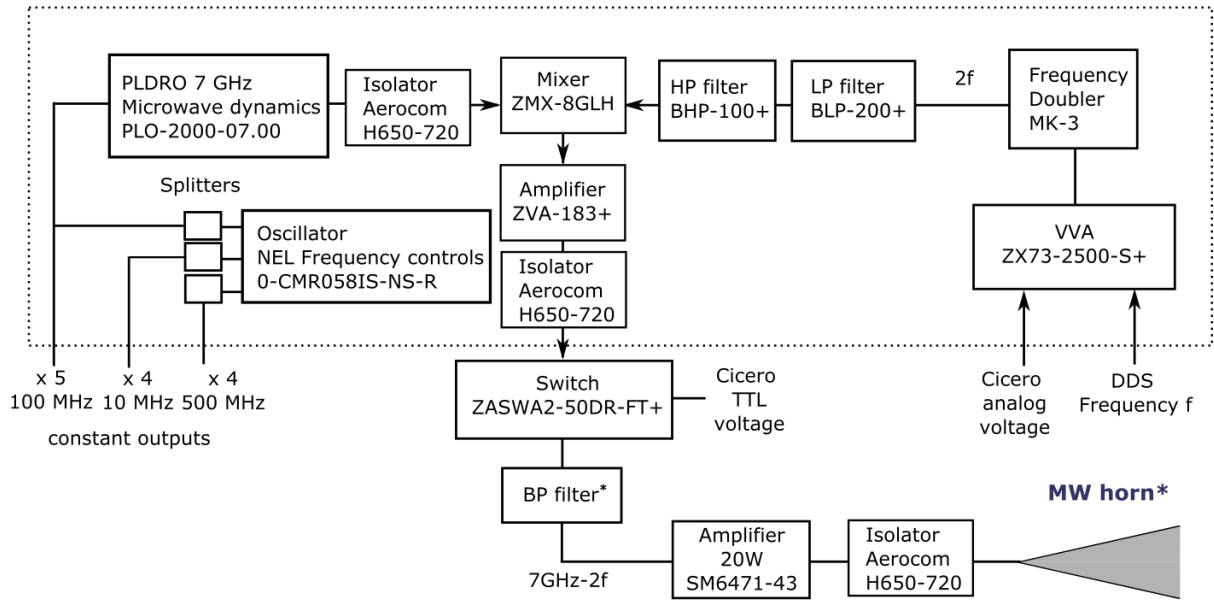 PLDRO 7 GHz
Microwave dynamics
PLO-2000-07.00
Isolator
Aerocom
H650-720
Mixer
ZMX-8GLH
HP filter
BHP-100+
LP filter
BLP-200+
2f
Frequency
Doubler
MK-3
Splitters
Oscillator
NEL Frequency controls
0-CMR058IS-NS-R
Amplifier
ZVA-183+
Isolator
Aerocom
H650-720
VVA
ZX73-2500-S+
x 5
100 MHz
x 4
10 MHz
x 4
500 MHz
constant outputs
Switch
ZASWA2-50DR-FT+
Cicero
TTL
voltage
Cicero
analog
voltage
DDS
Frequency f
BP filter*
7GHz-2f
Amplifier
20W
SM6471-43
Isolator
Aerocom
H650-720
MW horn*